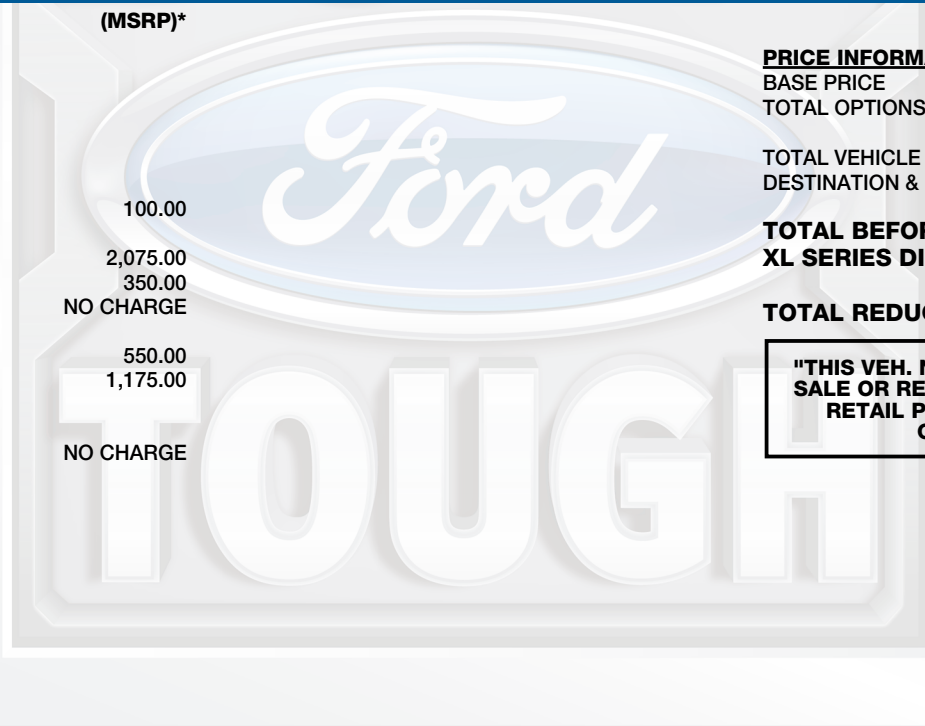 (MSRP)*
100.00
2,075.00
350.00
NO CHARGE
550.00
1,175.00
NO CHARGE
PRICE INFORM
BASE PRICE
TOTAL OPTIONS
TOTAL VEHICLE
DESTINATION &
TOTAL BEFO
XL SERIES DI
TOTAL REDU
"THIS VEH.
SALE OR RE
RETAIL P
Ford
TOUGH